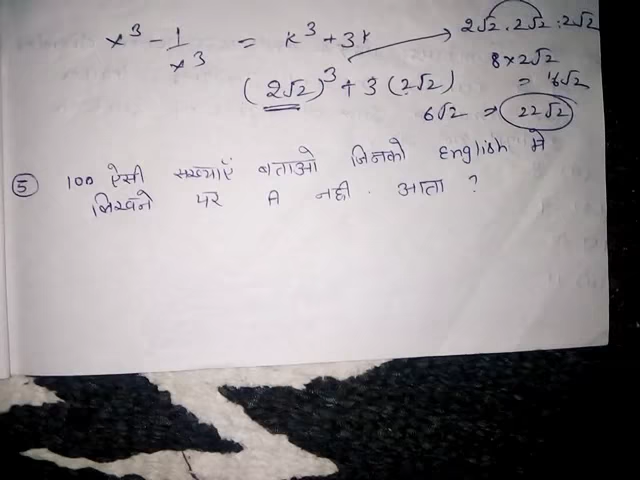 x³ - 1/x³ = k³ + 3k
2√2 . 2√2 . 2√2
8 × 2√2
= 16√2
(2√2)³ + 3 (2√2)
6√2 ⇒ 22√2
⑤ 100 ऐसी सख्याएँ बताओ जिनको English मे
लिखने पर A नही . आता ?